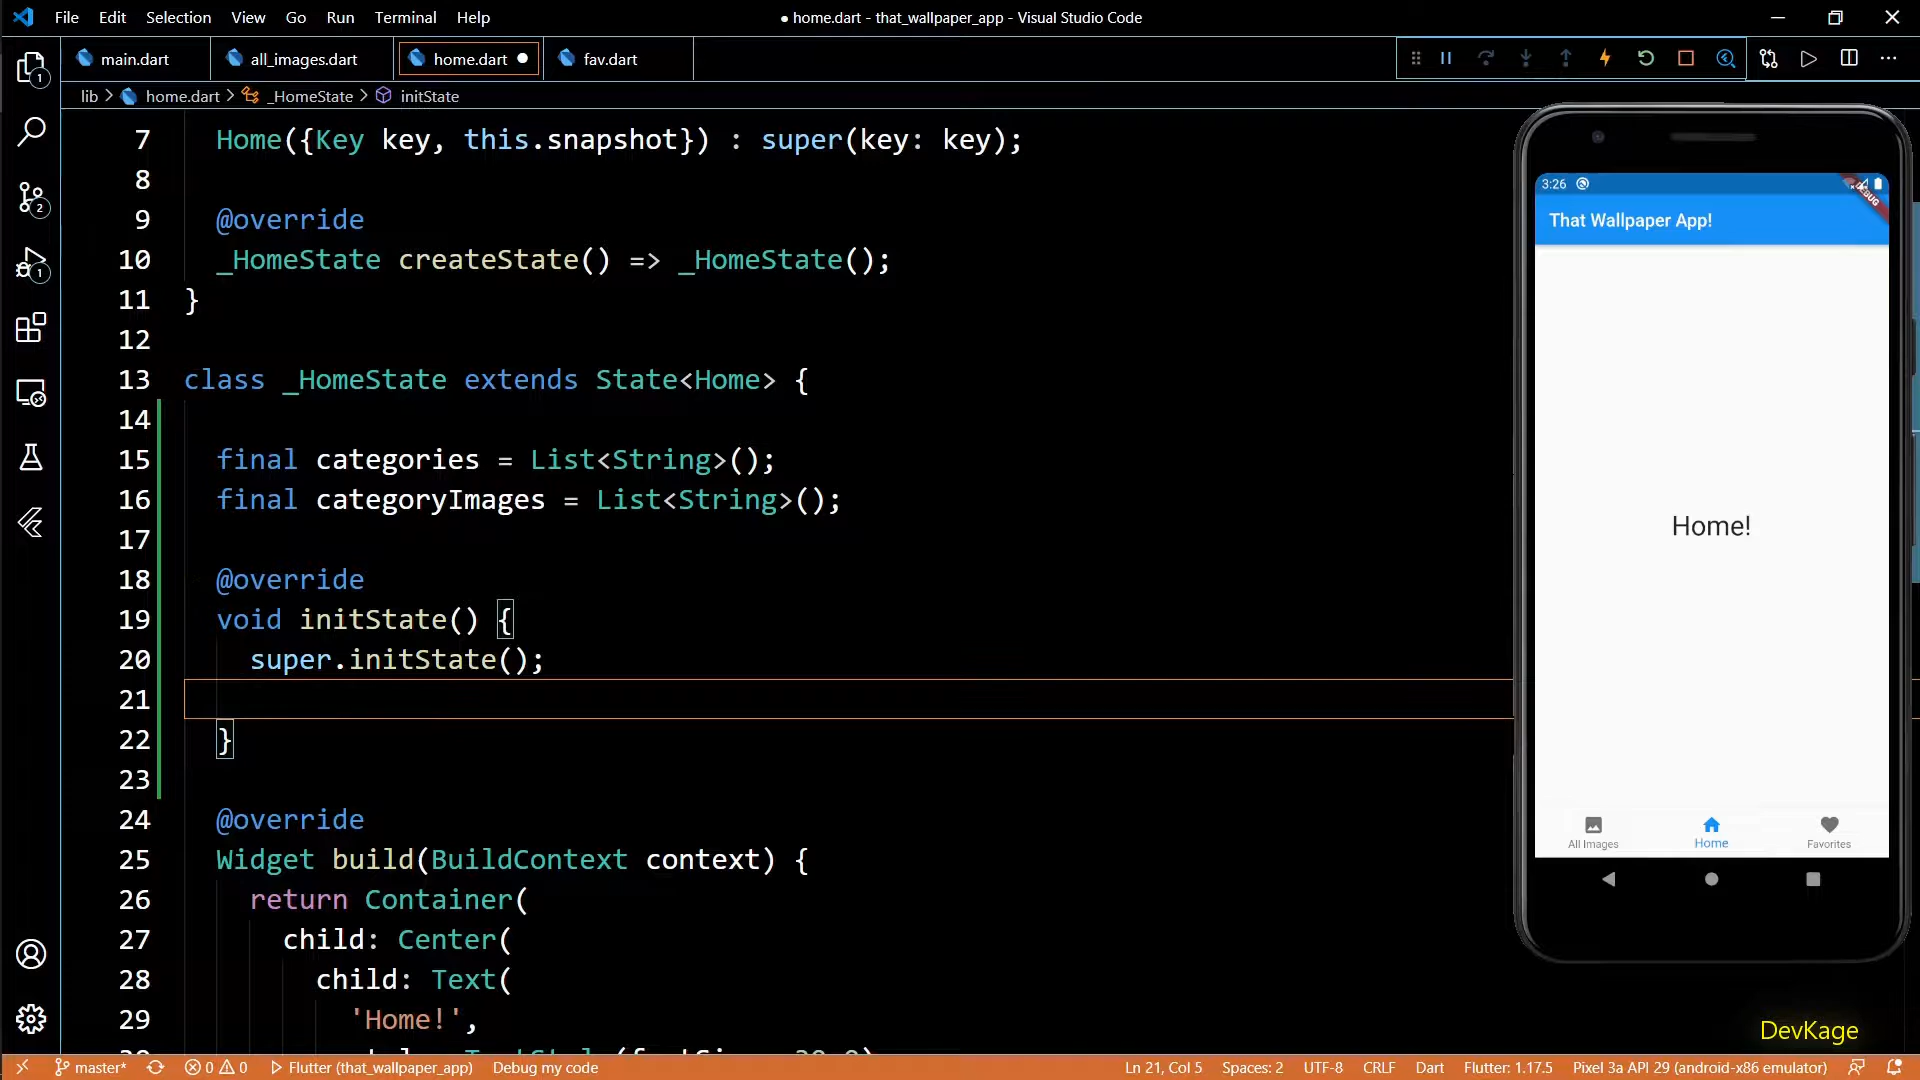 File Edit Selection View Go Run Terminal Help
● home.dart - that_wallpaper_app - Visual Studio Code
main.dart
all_images.dart
home.dart
fav.dart
lib > home.dart > _HomeState > initState
7 Home({Key key, this.snapshot}) : super(key: key);
8
9 @override
10 _HomeState createState() => _HomeState();
11 }
12
13 class _HomeState extends State<Home> {
14
15 final categories = List<String>();
16 final categoryImages = List<String>();
17
18 @override
19 void initState() {
20 super.initState();
21
22 }
23
24 @override
25 Widget build(BuildContext context) {
26 return Container(
27 child: Center(
28 child: Text(
29 'Home!',
1
2
1
3:26
DEBUG
That Wallpaper App!
Home!
All Images
Home
Favorites
DevKage
master*
0
0
Flutter (that_wallpaper_app)
Debug my code
Ln 21, Col 5
Spaces: 2
UTF-8
CRLF
Dart
Flutter: 1.17.5
Pixel 3a API 29 (android-x86 emulator)